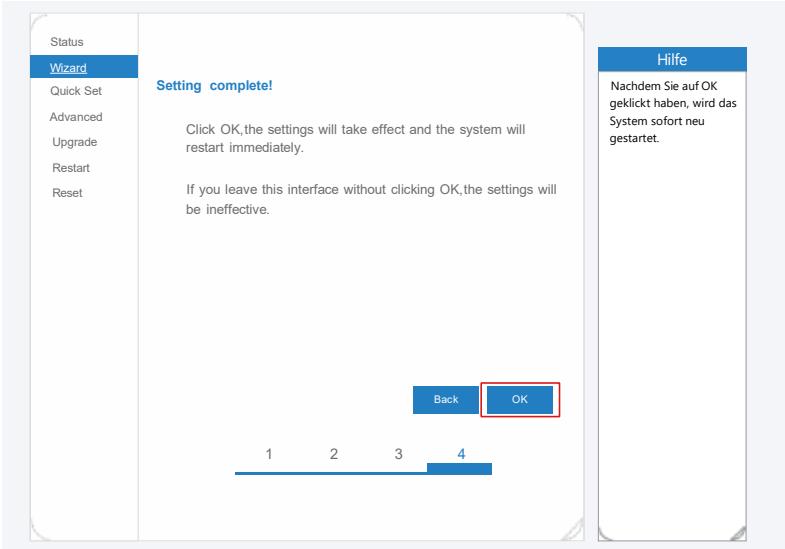 Status
Wizard
Quick Set
Advanced
Upgrade
Restart
Reset
Setting complete!
Click OK,the settings will take effect and the system will
restart immediately.
If you leave this interface without clicking OK,the settings will
be ineffective.
Back
OK
1 2 3 4
Hilfe
Nachdem Sie auf OK
geklickt haben, wird das
System sofort neu
gestartet.